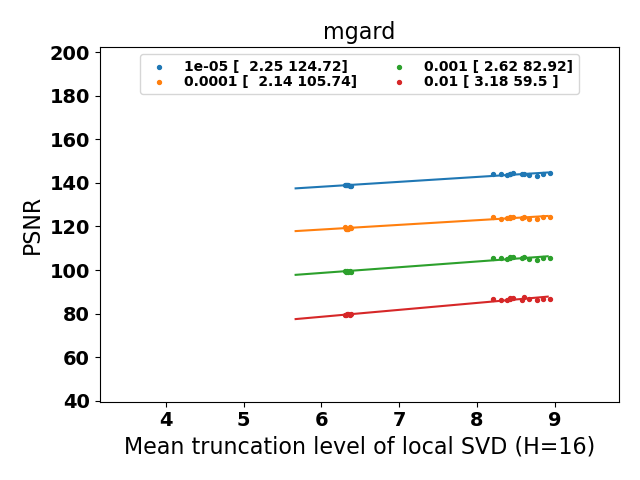 mgard
1e-05 [  2.25 124.72]
0.0001 [  2.14 105.74]
0.001 [ 2.62 82.92]
0.01 [ 3.18 59.5 ]
PSNR
200
180
160
140
120
100
80
60
40
4 5 6 7 8 9
Mean truncation level of local SVD (H=16)